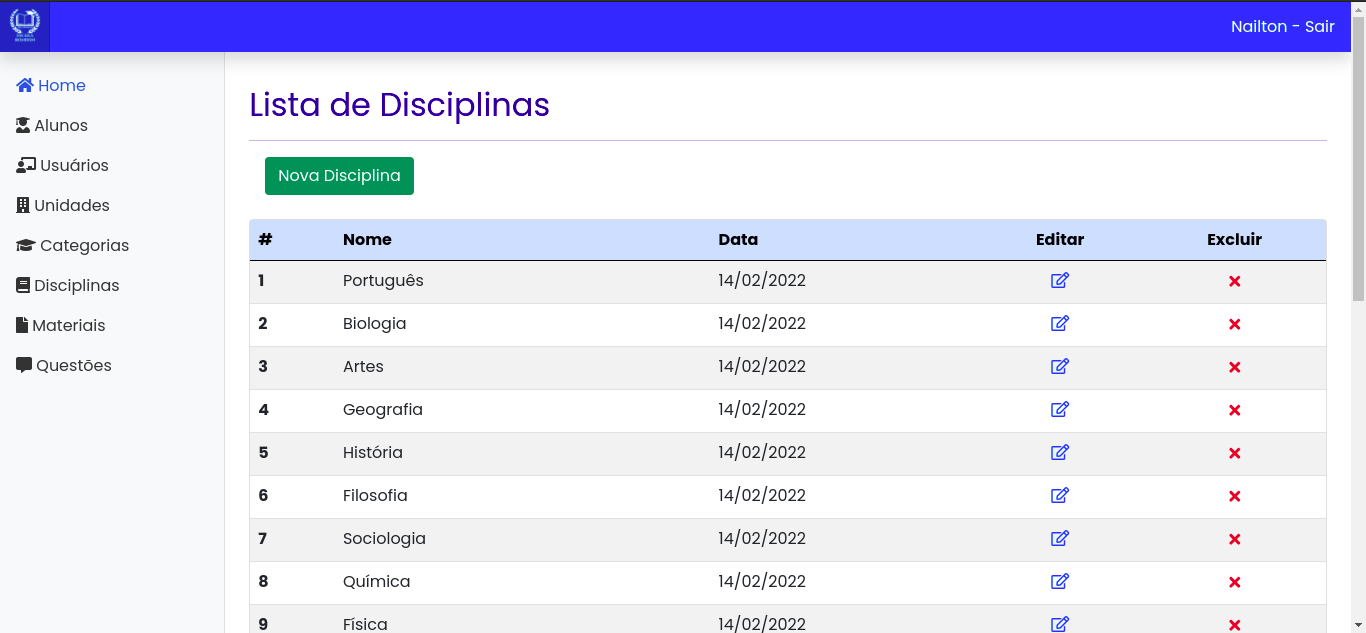 Nailton - Sair
Home
Alunos
Usuários
Unidades
Categorias
Disciplinas
Materiais
Questões
Lista de Disciplinas
Nova Disciplina
# Nome Data Editar Excluir
1 Português 14/02/2022
2 Biologia 14/02/2022
3 Artes 14/02/2022
4 Geografia 14/02/2022
5 História 14/02/2022
6 Filosofia 14/02/2022
7 Sociologia 14/02/2022
8 Química 14/02/2022
9 Física 14/02/2022